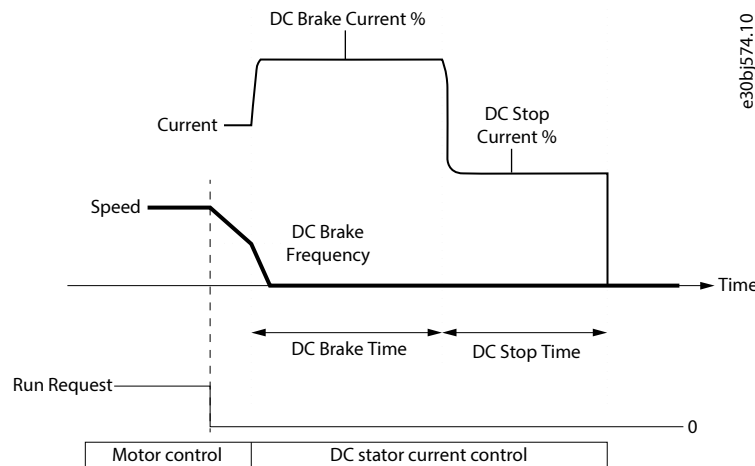 DC Brake Current %
e30bj574.10
Current
DC Stop
Current %
Speed
DC Brake
Frequency
Time
DC Brake Time
DC Stop Time
Run Request
0
Motor control
DC stator current control